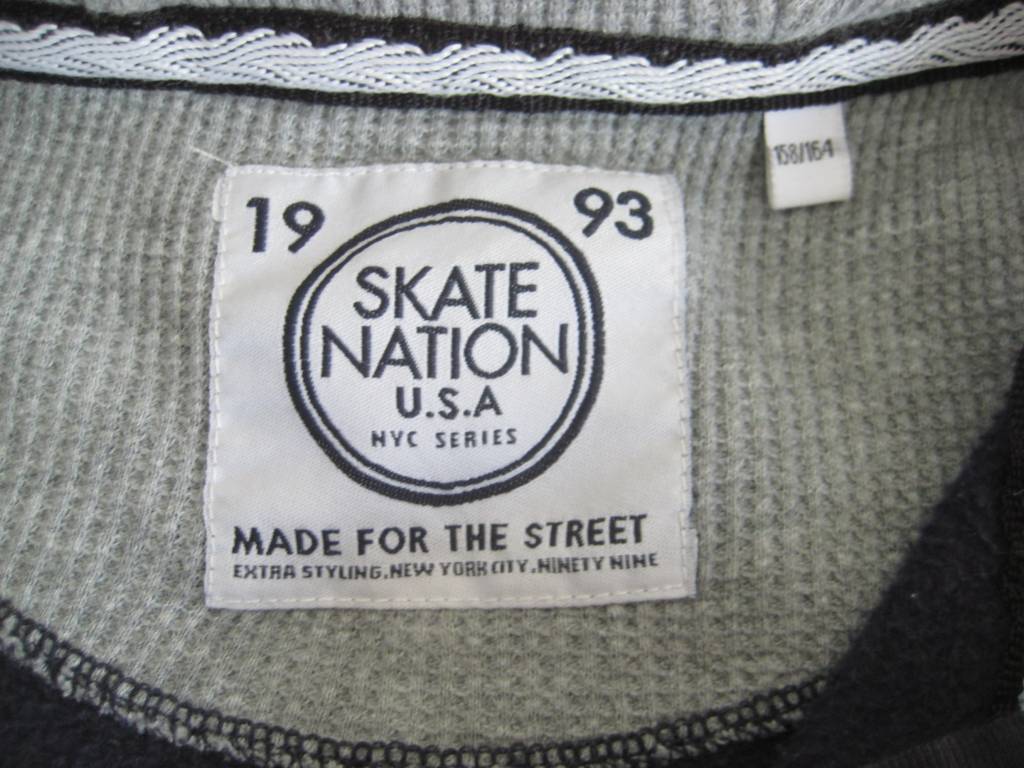 158/164
19 93
SKATE
NATION
U.S.A
NYC SERIES
MADE FOR THE STREET
EXTRA STYLING.NEW YORK CITY.NINETY NINE